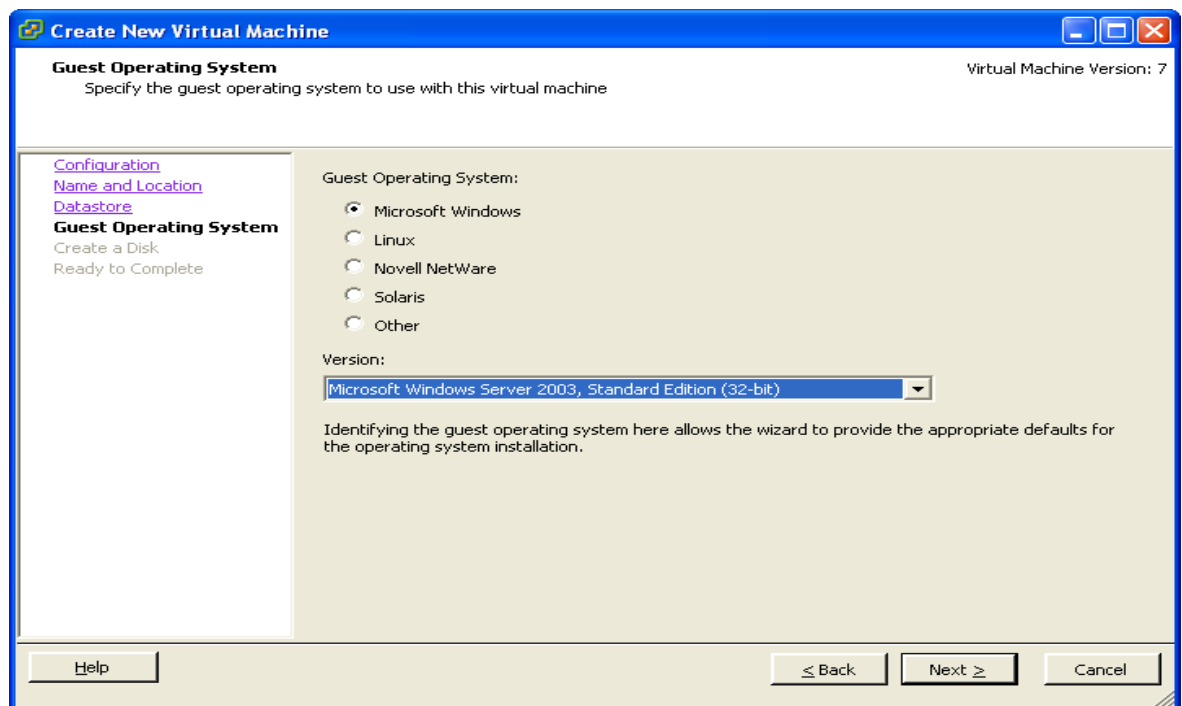 Create New Virtual Machine
Guest Operating System
Virtual Machine Version: 7
Specify the guest operating system to use with this virtual machine
Configuration
Name and Location
Datastore
Guest Operating System
Create a Disk
Ready to Complete
Guest Operating System:
Microsoft Windows
Linux
Novell NetWare
Solaris
Other
Version:
Microsoft Windows Server 2003, Standard Edition (32-bit)
Identifying the guest operating system here allows the wizard to provide the appropriate defaults for
the operating system installation.
Help
≤ Back
Next ≥
Cancel